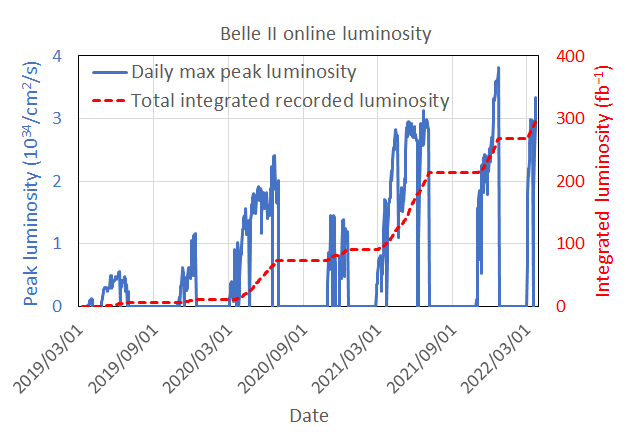 Belle II online luminosity
Daily max peak luminosity
Total integrated recorded luminosity
Peak luminosity (10³⁴/cm²/s)
4
3
2
1
0
400
300
200
100
0
Integrated luminosity (fb⁻¹)
2019/03/01
2019/09/01
2020/03/01
2020/09/01
2021/03/01
2021/09/01
2022/03/01
Date